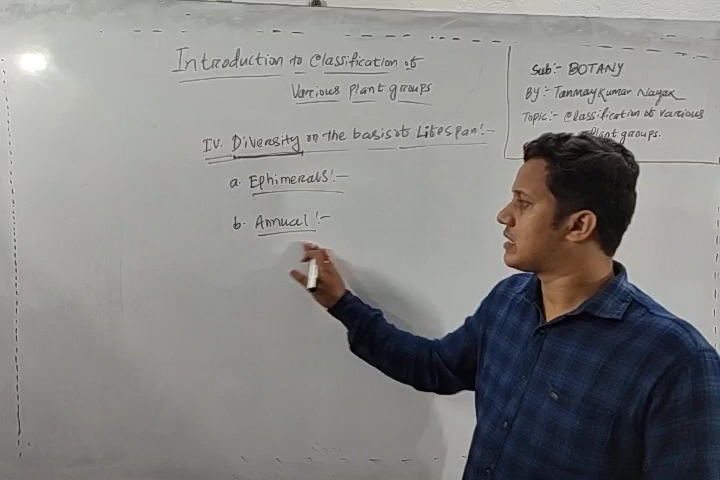 Introduction to Classification of
Various Plant groups
IV. Diversity on the basis of Lifespan:-
a. Ephimerals:-
b. Annual:-
Sub:- BOTANY
By:- Tanmay Kumar Nayak
Topic:- Classification of various
Plant groups.